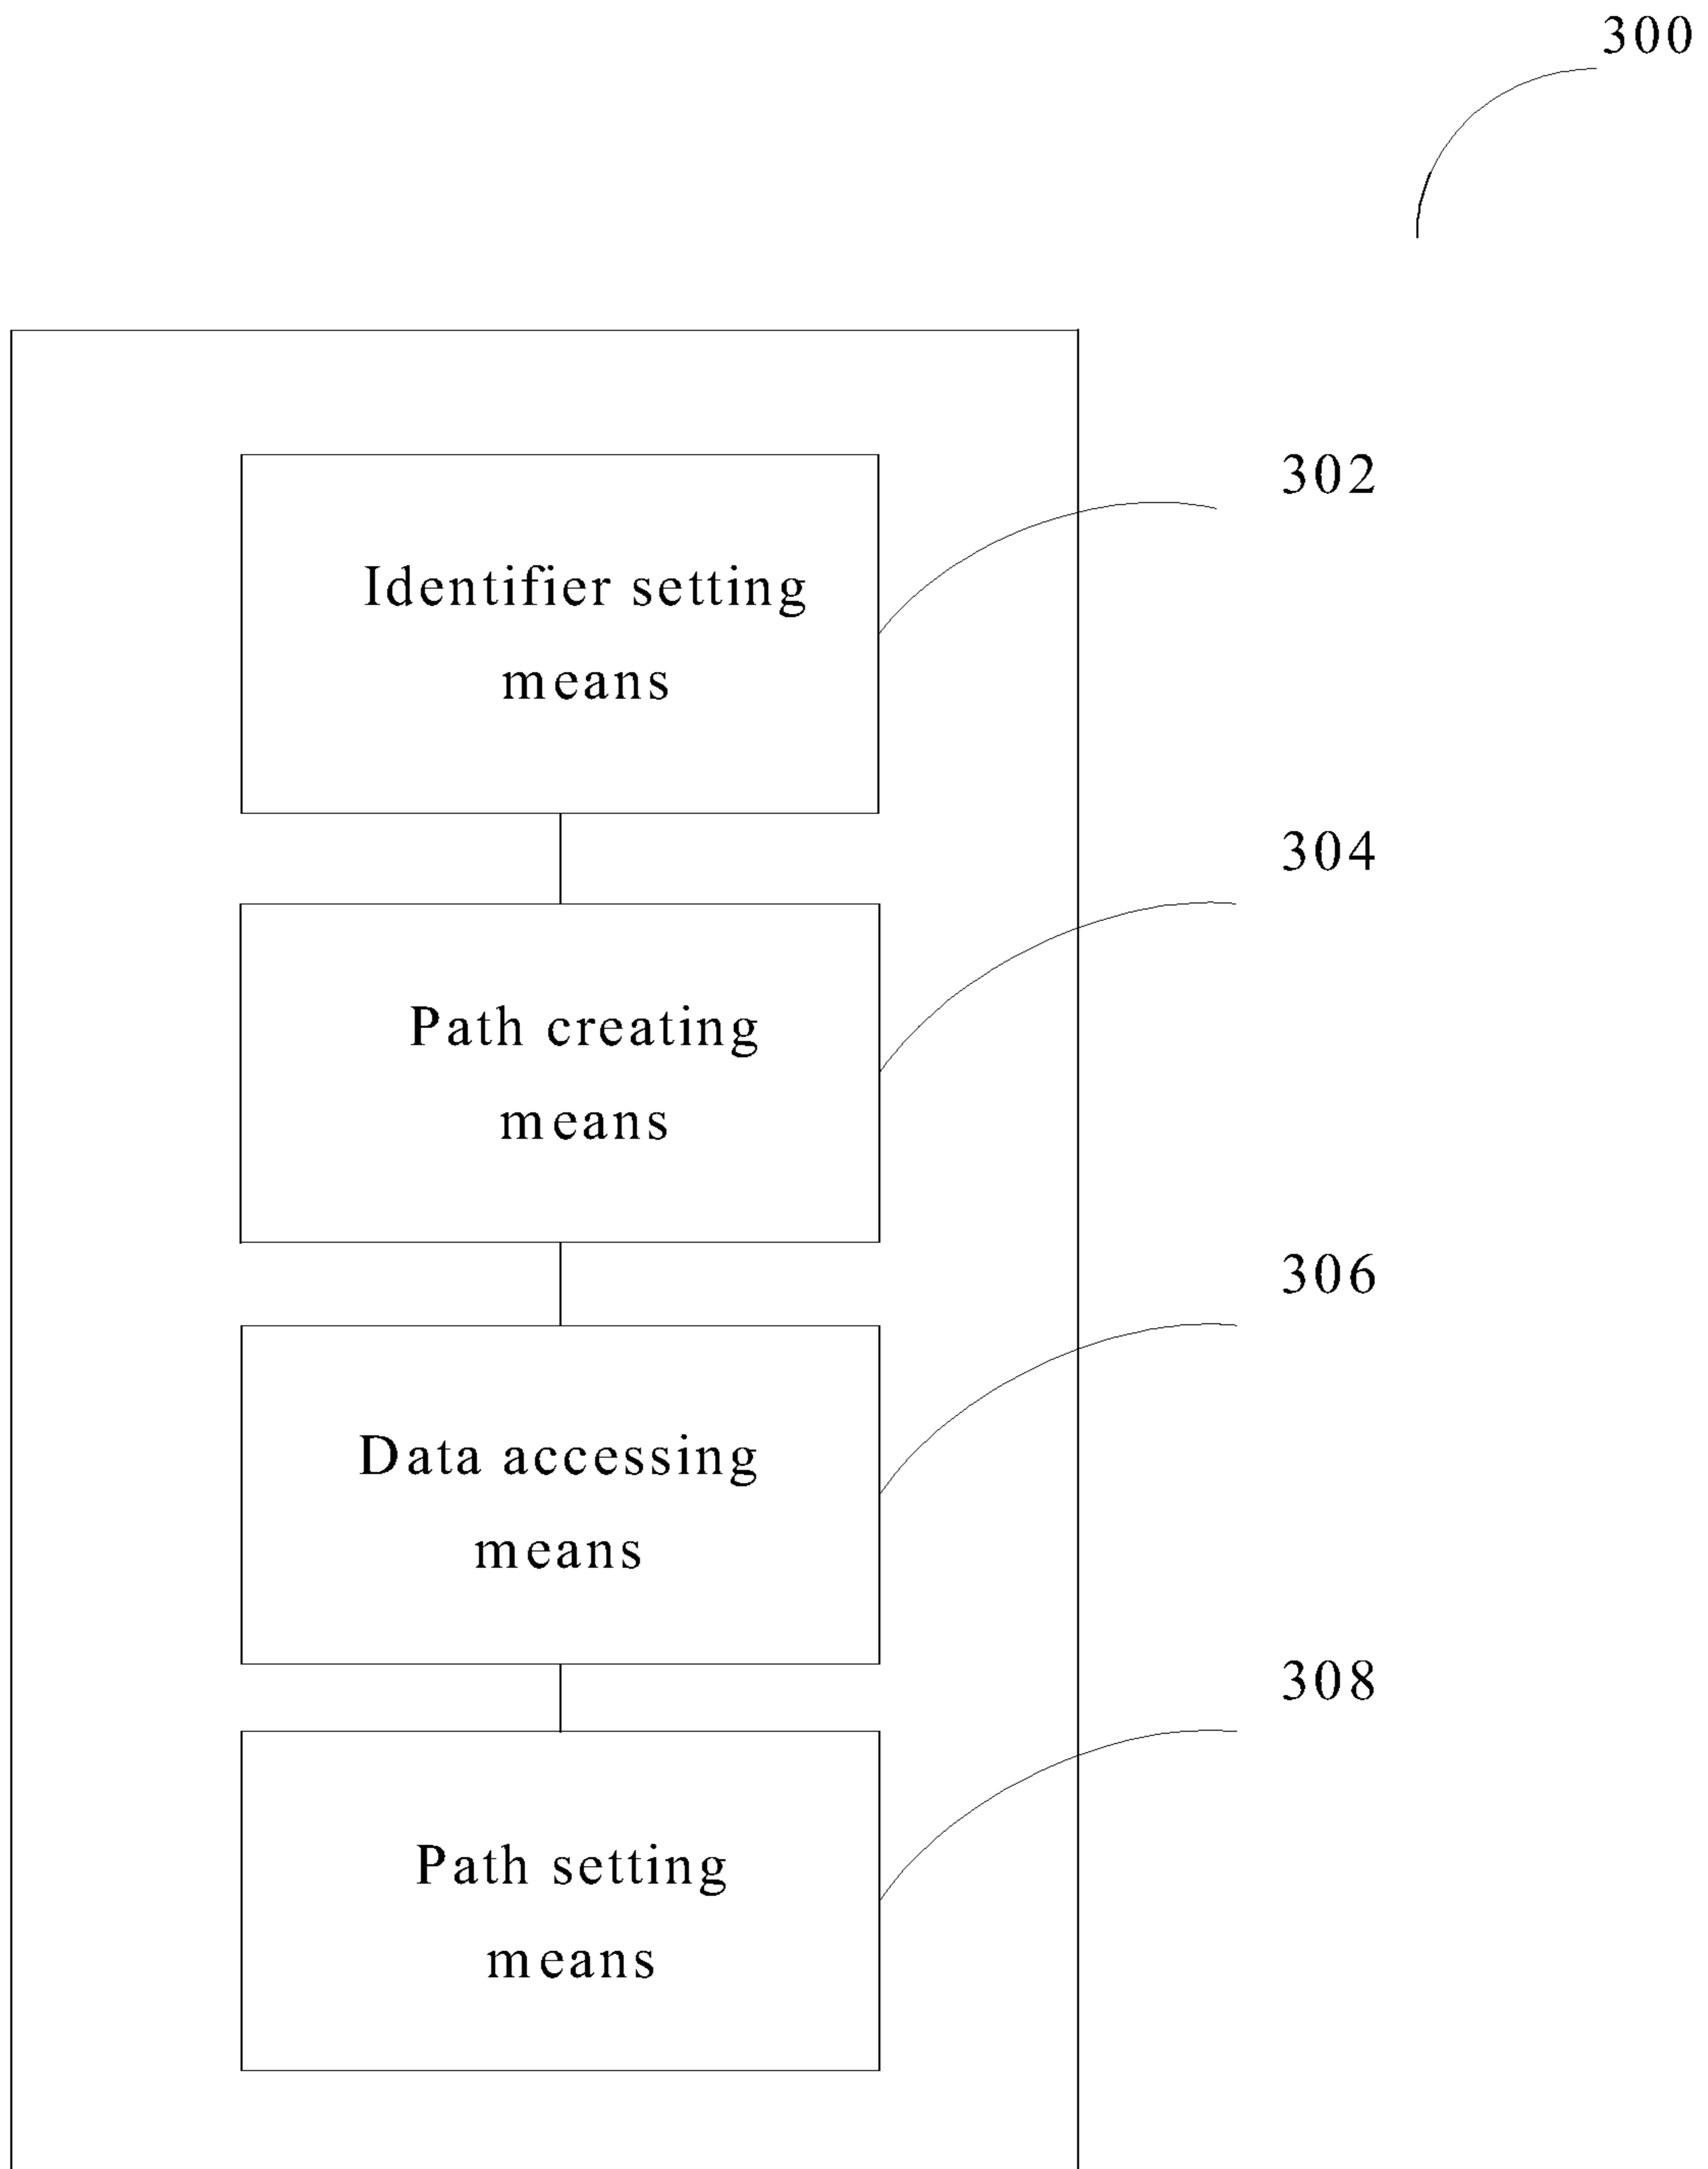 300
302
Identifier setting
means
304
Path creating
means
306
Data accessing
means
308
Path setting
means